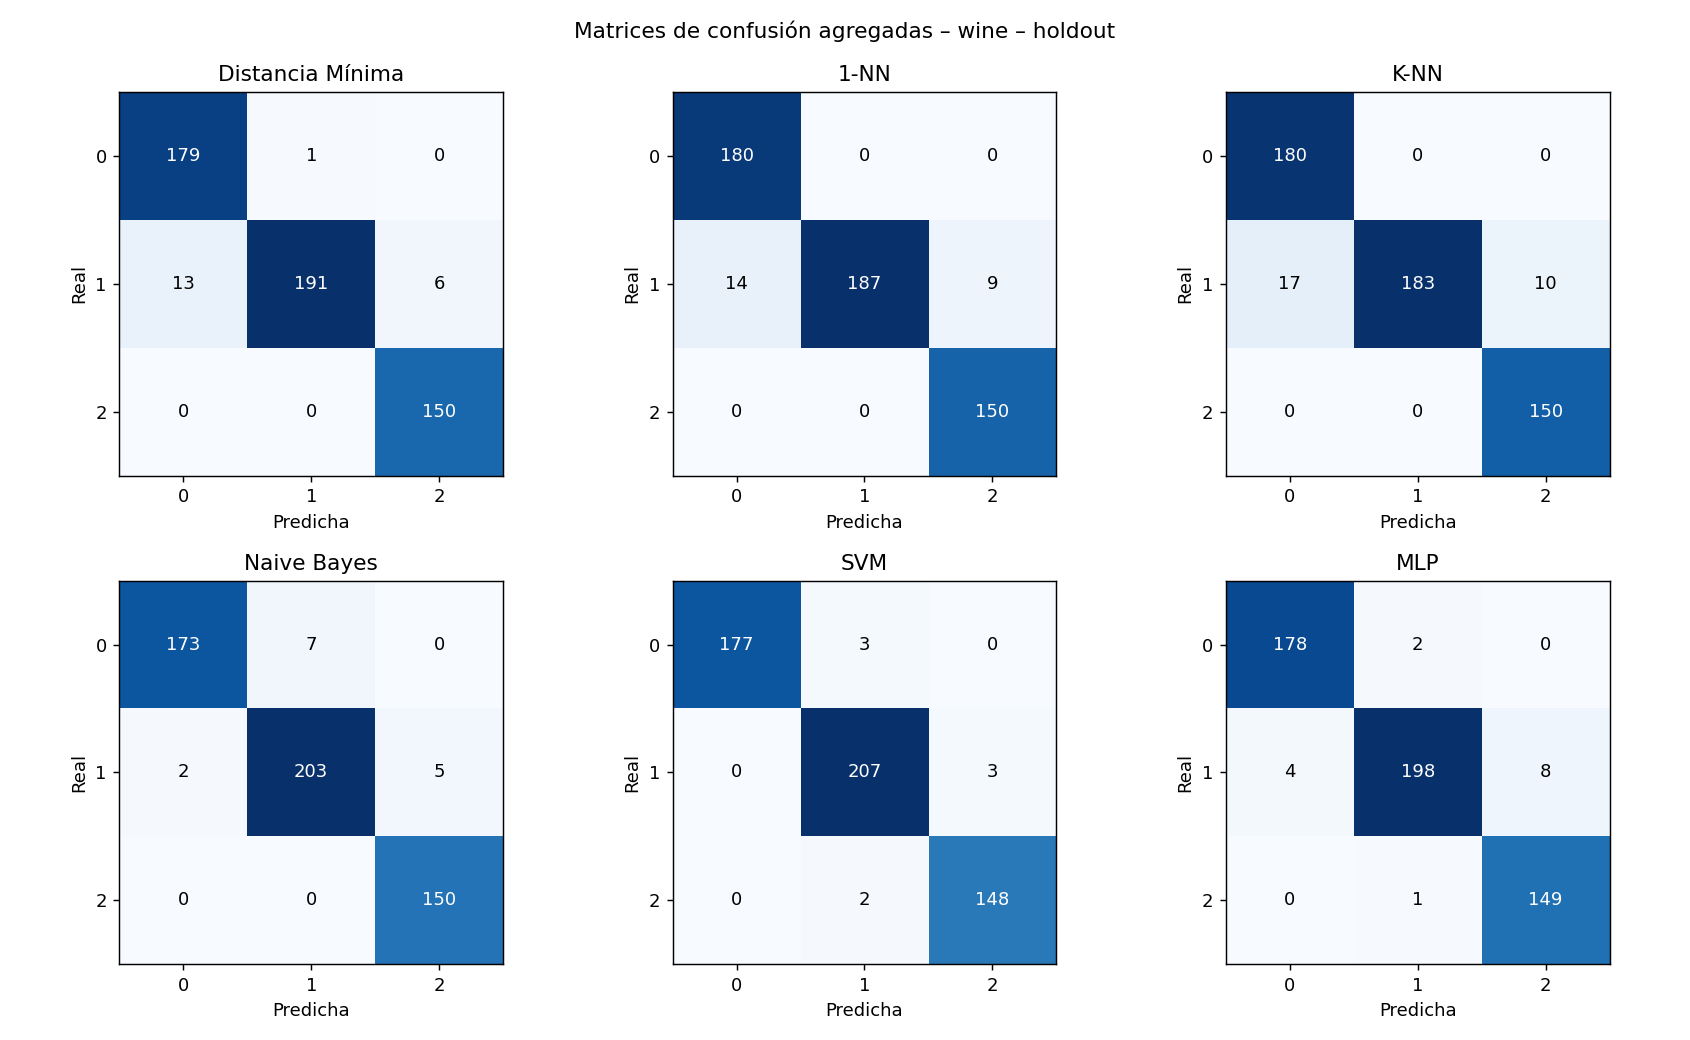 Matrices de confusión agregadas – wine – holdout
Distancia Mínima
Real
0 179 1 0
1 13 191 6
2 0 0 150
0 1 2
Predicha
1-NN
Real
0 180 0 0
1 14 187 9
2 0 0 150
0 1 2
Predicha
K-NN
Real
0 180 0 0
1 17 183 10
2 0 0 150
0 1 2
Predicha
Naive Bayes
Real
0 173 7 0
1 2 203 5
2 0 0 150
0 1 2
Predicha
SVM
Real
0 177 3 0
1 0 207 3
2 0 2 148
0 1 2
Predicha
MLP
Real
0 178 2 0
1 4 198 8
2 0 1 149
0 1 2
Predicha